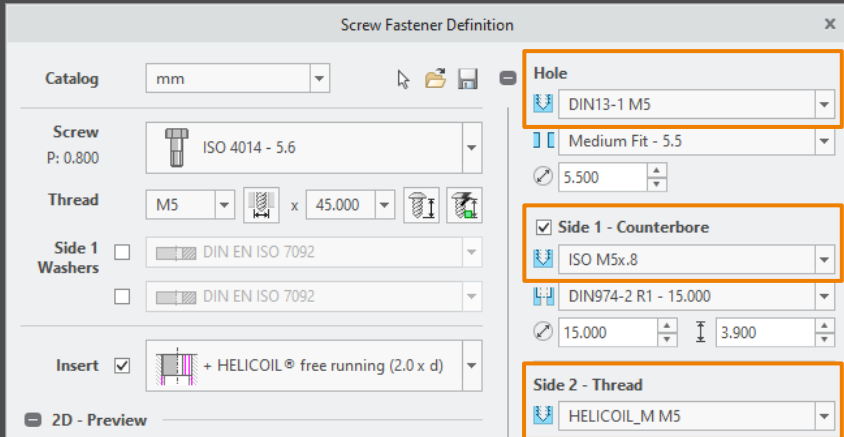 Screw Fastener Definition
Catalog
mm
Screw
P: 0.800
ISO 4014 - 5.6
Thread
M5
x
45.000
Side 1
Washers
DIN EN ISO 7092
DIN EN ISO 7092
Insert
+ HELICOIL® free running (2.0 x d)
2D - Preview
Hole
DIN13-1 M5
Medium Fit - 5.5
5.500
Side 1 - Counterbore
ISO M5x.8
DIN974-2 R1 - 15.000
15.000
3.900
Side 2 - Thread
HELICOIL_M M5